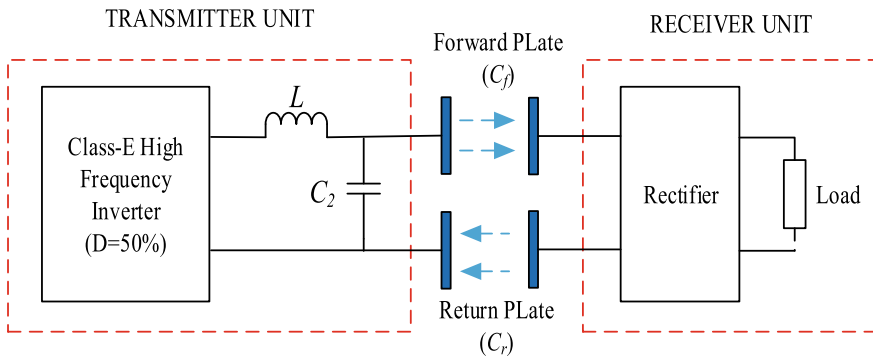 TRANSMITTER UNIT
RECEIVER UNIT
Forward PLate
(Cf)
Class-E High
Frequency
Inverter
(D=50%)
L
C2
Rectifier
Load
Return PLate
(Cr)